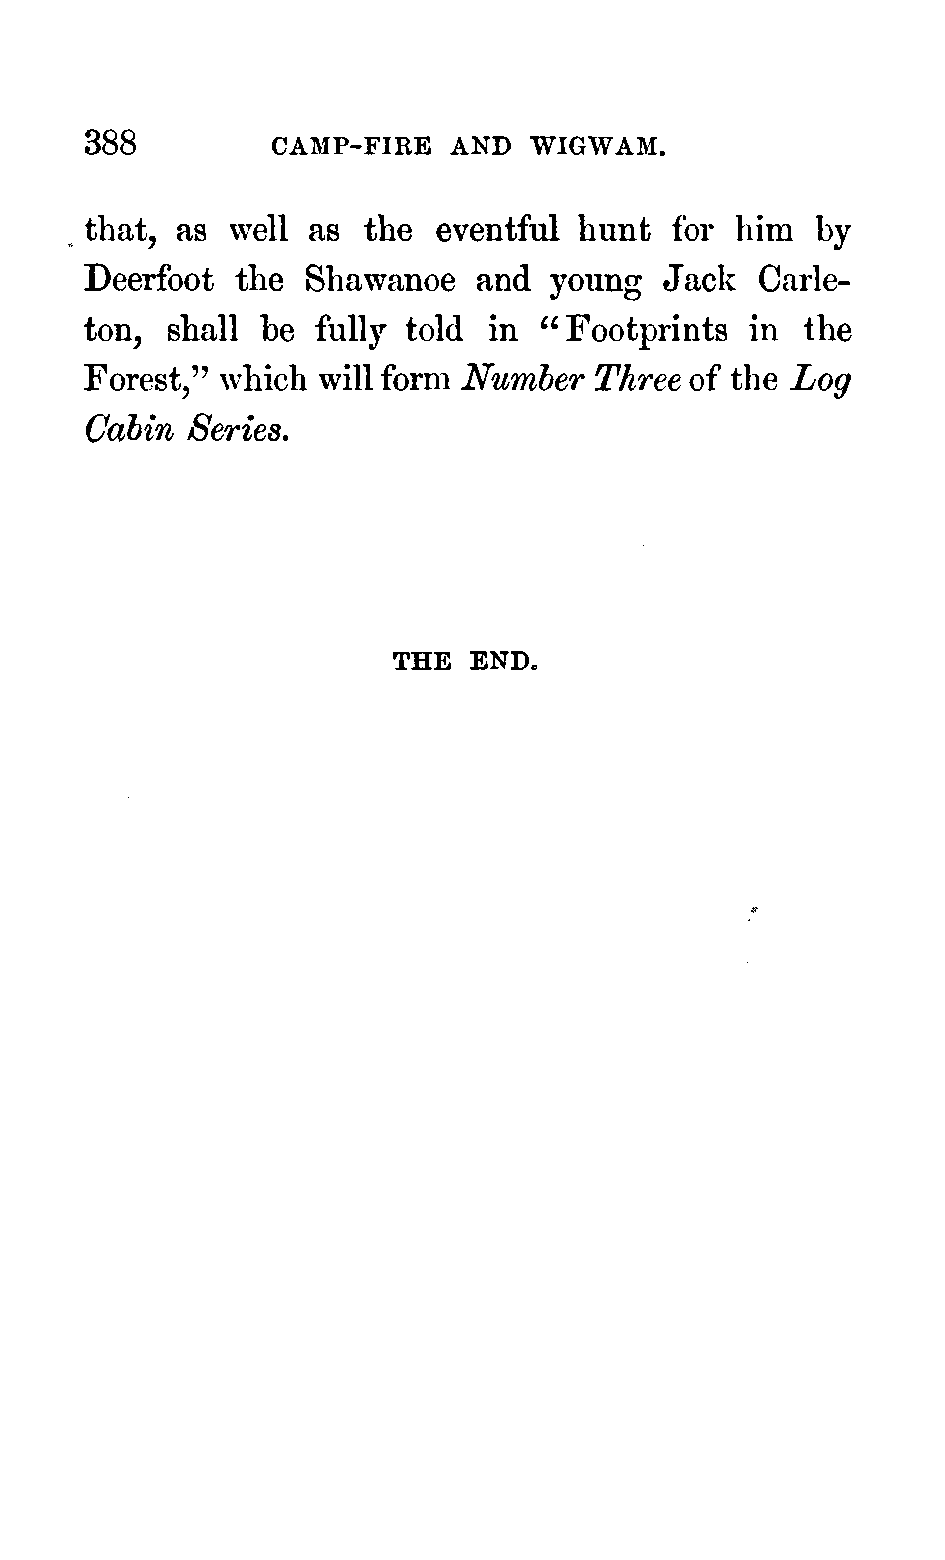 388 CAMP-FIRE AND WIGWAM.
that, as well as the eventful hunt for him by
Deerfoot the Shawanoe and young Jack Carle-
ton, shall be fully told in “Footprints in the
Forest,” which will form Number Three of the Log
Cabin Series.
THE END.